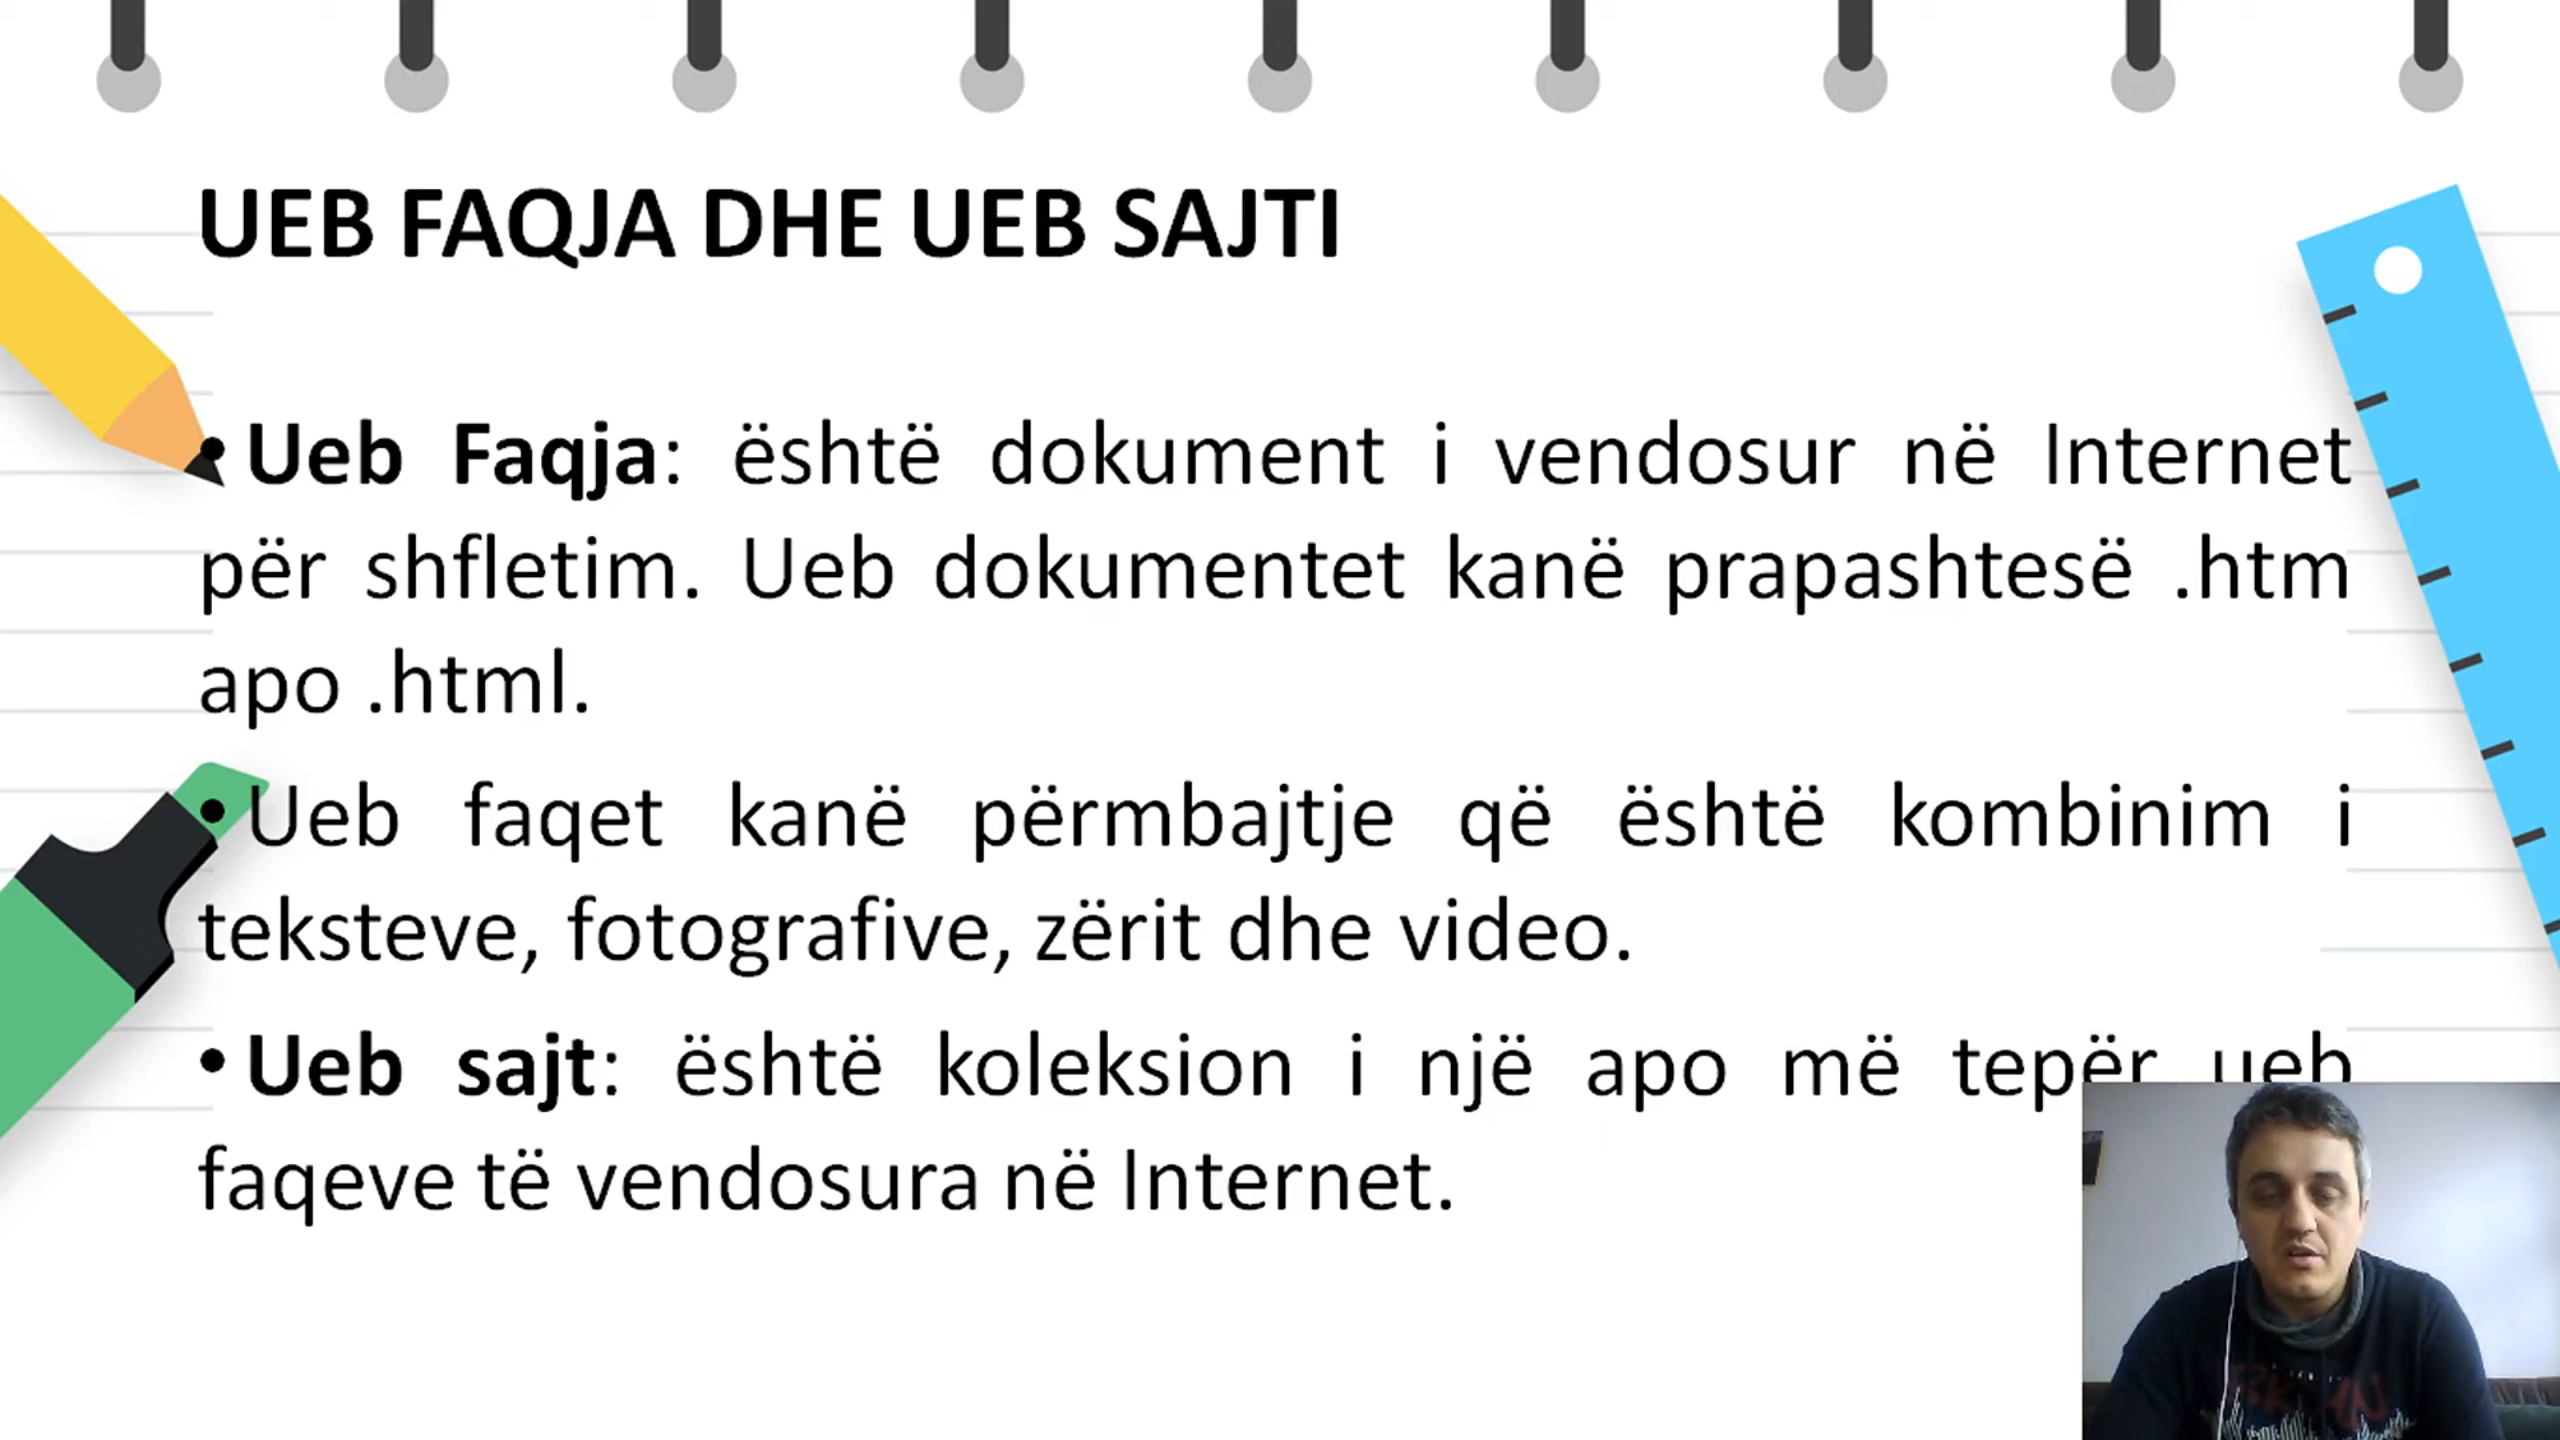 UEB FAQJA DHE UEB SAJTI
• Ueb Faqja: është dokument i vendosur në Internet
për shfletim. Ueb dokumentet kanë prapashtesë .htm
apo .html.
• Ueb faqet kanë përmbajtje që është kombinim i
teksteve, fotografive, zërit dhe video.
• Ueb sajt: është koleksion i një apo më tepër ueb
faqeve të vendosura në Internet.